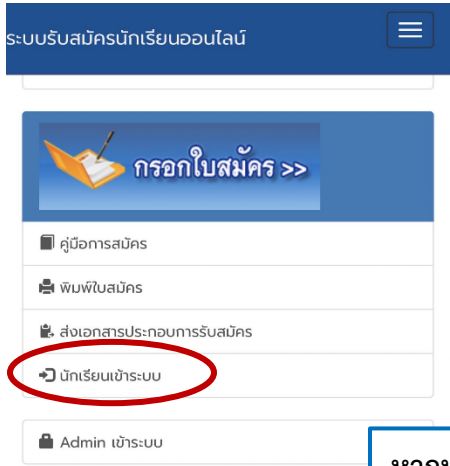 ระบบรับสมัครนักเรียนออนไลน์
กรอกใบสมัคร >>
คู่มือการสมัคร
พิมพ์ใบสมัคร
ส่งเอกสารประกอบการรับสมัคร
นักเรียนเข้าระบบ
Admin เข้าระบบ